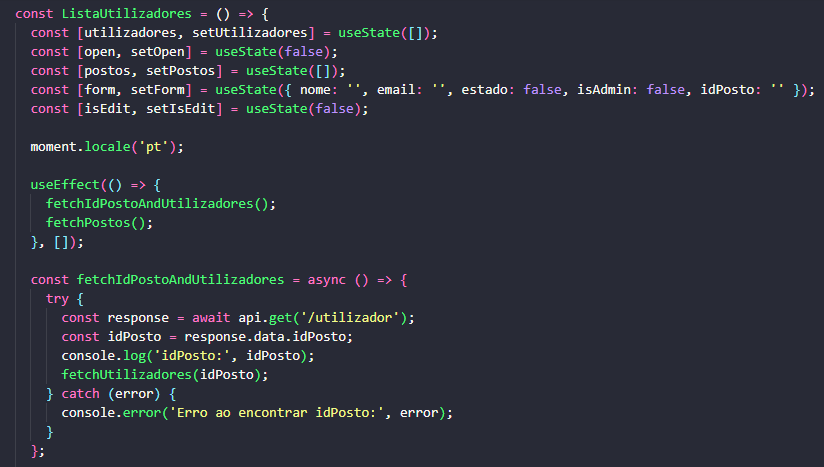 const ListaUtilizadores = () => {
const [utilizadores, setUtilizadores] = useState([]);
const [open, setOpen] = useState(false);
const [postos, setPostos] = useState([]);
const [form, setForm] = useState({ nome: '', email: '', estado: false, isAdmin: false, idPosto: '' });
const [isEdit, setIsEdit] = useState(false);
moment.locale('pt');
useEffect(() => {
fetchIdPostoAndUtilizadores();
fetchPostos();
}, []);
const fetchIdPostoAndUtilizadores = async () => {
try {
const response = await api.get('/utilizador');
const idPosto = response.data.idPosto;
console.log('idPosto:', idPosto);
fetchUtilizadores(idPosto);
} catch (error) {
console.error('Erro ao encontrar idPosto:', error);
}
};